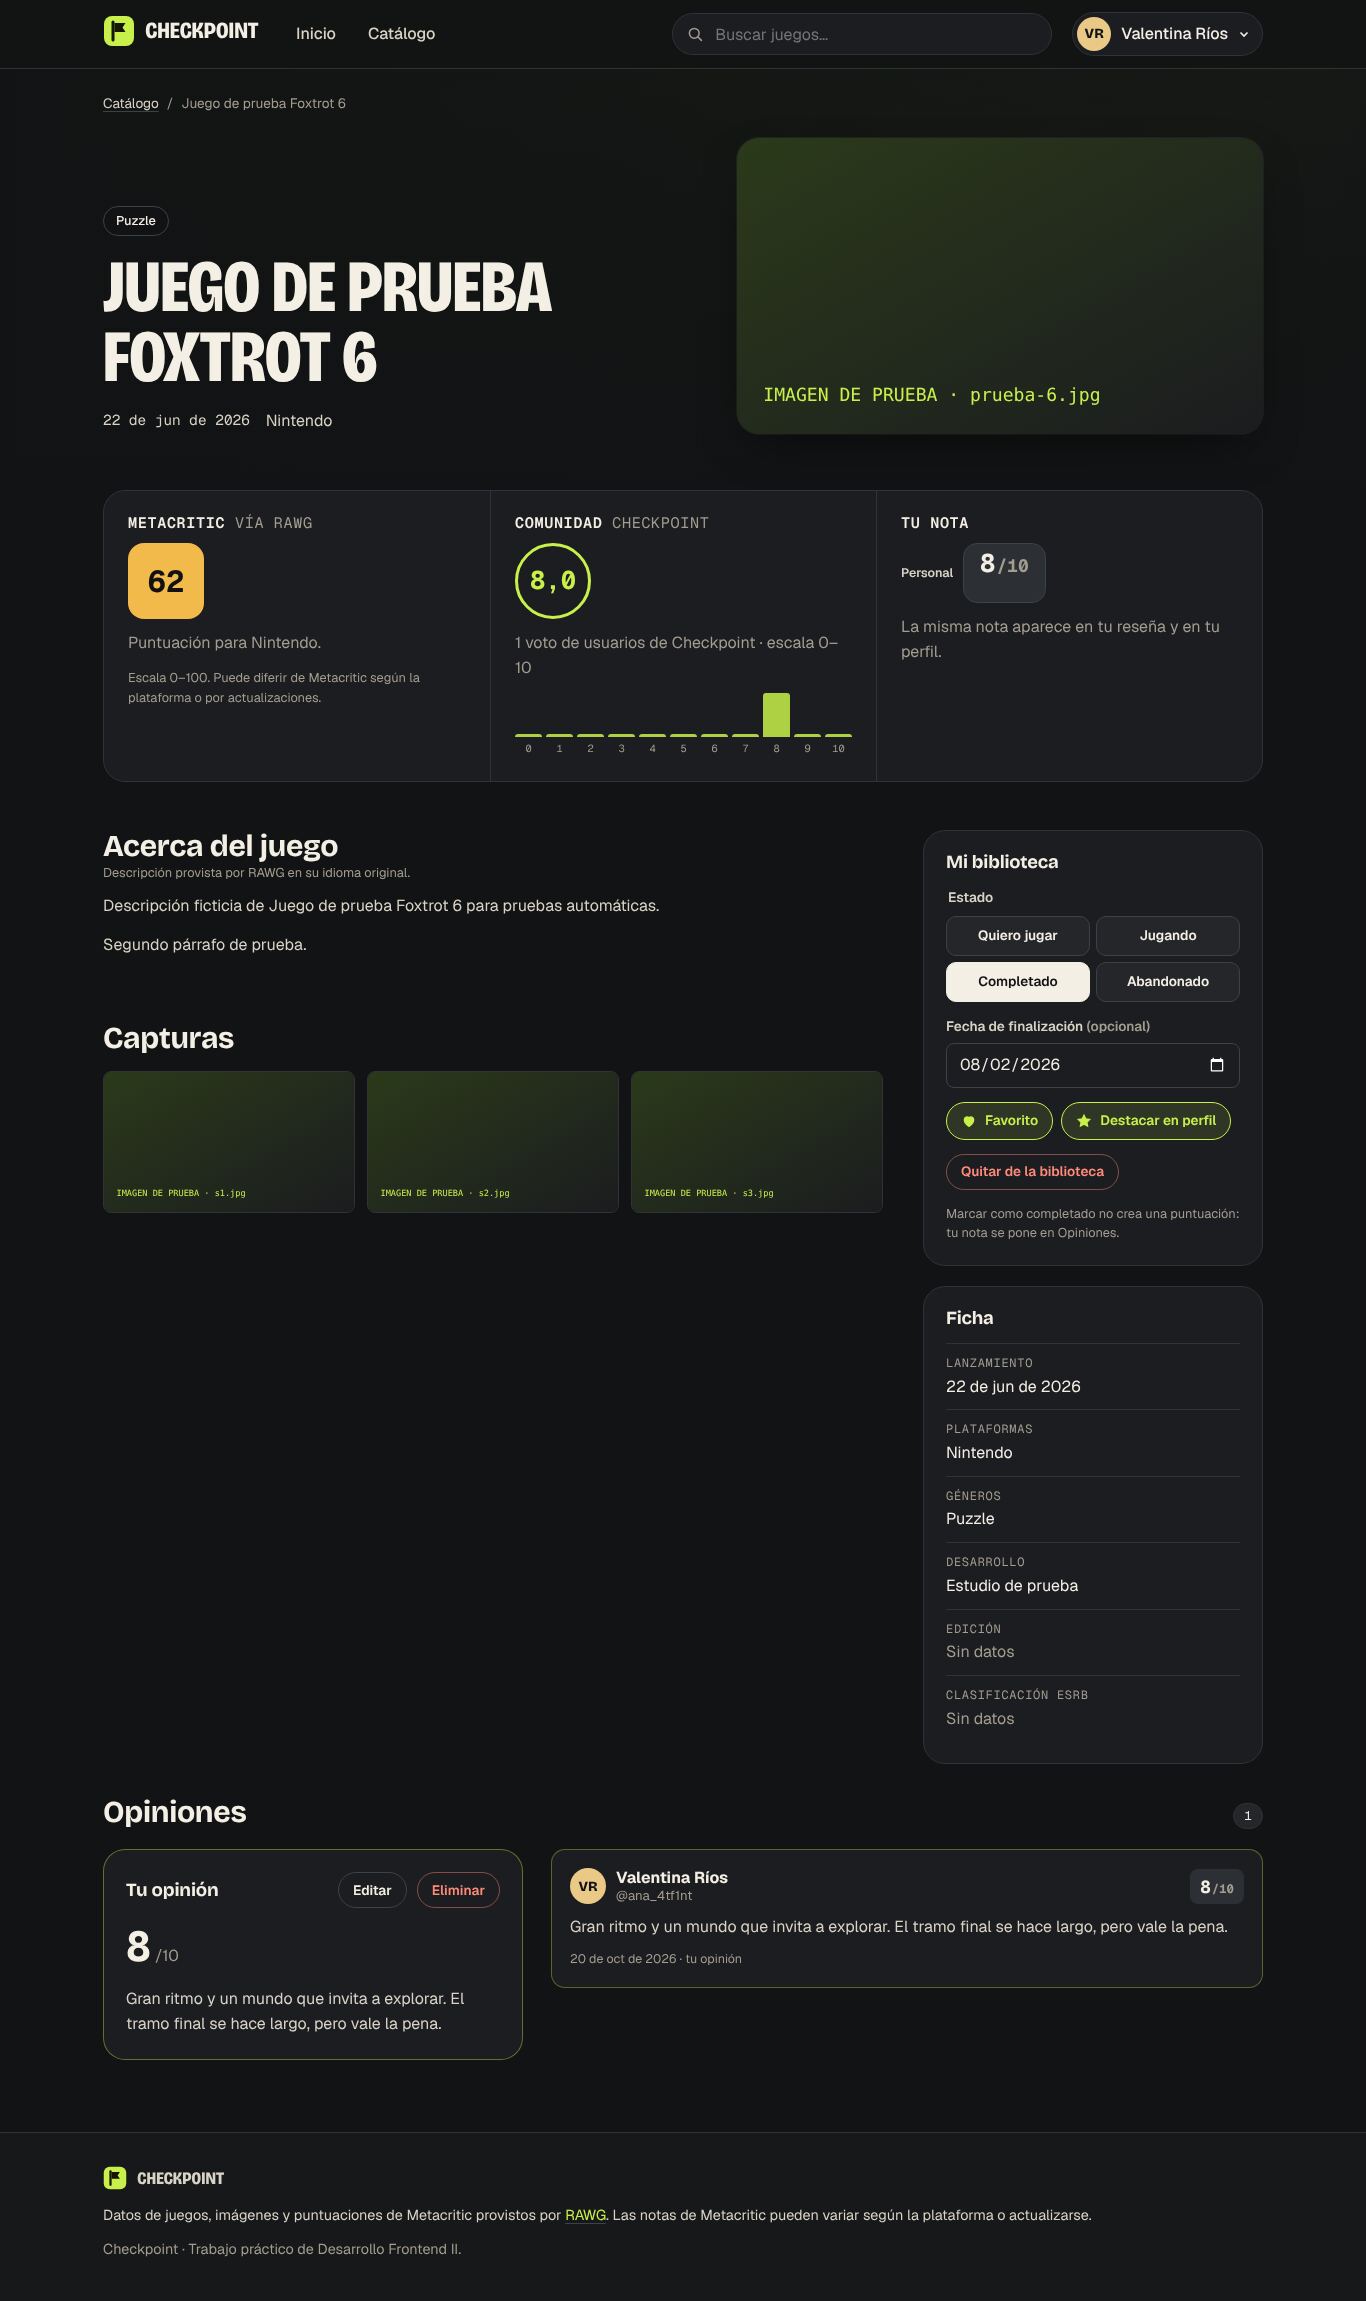 CHECKPOINT
Inicio
Catálogo
Buscar juegos...
VR
Valentina Ríos
Catálogo / Juego de prueba Foxtrot 6
Puzzle
JUEGO DE PRUEBA
FOXTROT 6
22 de jun de 2026 Nintendo
IMAGEN DE PRUEBA · prueba-6.jpg
METACRITIC VÍA RAWG
62
Puntuación para Nintendo.
Escala 0–100. Puede diferir de Metacritic según la
plataforma o por actualizaciones.
COMUNIDAD CHECKPOINT
8,0
1 voto de usuarios de Checkpoint · escala 0–
10
0 1 2 3 4 5 6 7 8 9 10
TU NOTA
Personal 8/10
La misma nota aparece en tu reseña y en tu
perfil.
Acerca del juego
Descripción provista por RAWG en su idioma original.
Descripción ficticia de Juego de prueba Foxtrot 6 para pruebas automáticas.
Segundo párrafo de prueba.
Capturas
IMAGEN DE PRUEBA · s1.jpg
IMAGEN DE PRUEBA · s2.jpg
IMAGEN DE PRUEBA · s3.jpg
Mi biblioteca
Estado
Quiero jugar
Jugando
Completado
Abandonado
Fecha de finalización (opcional)
08/02/2026
Favorito
Destacar en perfil
Quitar de la biblioteca
Marcar como completado no crea una puntuación:
tu nota se pone en Opiniones.
Ficha
LANZAMIENTO
22 de jun de 2026
PLATAFORMAS
Nintendo
GÉNEROS
Puzzle
DESARROLLO
Estudio de prueba
EDICIÓN
Sin datos
CLASIFICACIÓN ESRB
Sin datos
Opiniones
1
Tu opinión
Editar
Eliminar
8 /10
Gran ritmo y un mundo que invita a explorar. El
tramo final se hace largo, pero vale la pena.
VR
Valentina Ríos
@ana_4tf1nt
8/10
Gran ritmo y un mundo que invita a explorar. El tramo final se hace largo, pero vale la pena.
20 de oct de 2026 · tu opinión
CHECKPOINT
Datos de juegos, imágenes y puntuaciones de Metacritic provistos por RAWG. Las notas de Metacritic pueden variar según la plataforma o actualizarse.
Checkpoint · Trabajo práctico de Desarrollo Frontend II.